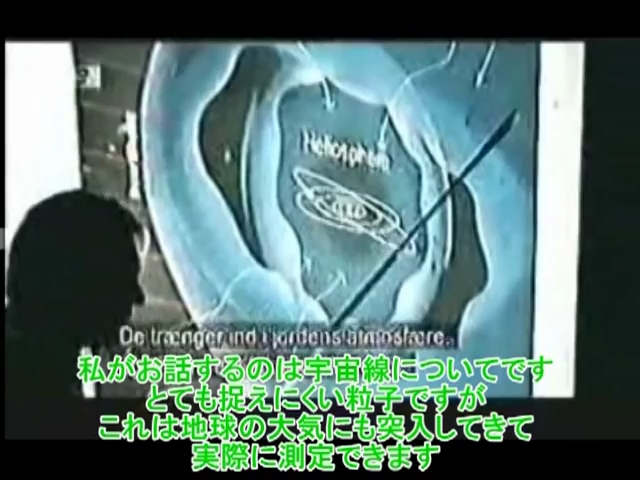 Heliosphere
De trænger ind i jordens atmosfære.
私がお話するのは宇宙線についてです
とても捉えにくい粒子ですが
これは地球の大気にも突入してきて
実際に測定できます